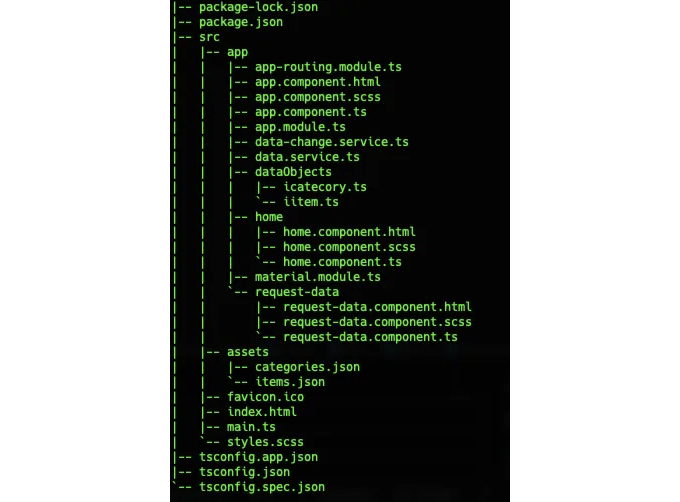 |-- package-lock.json
|-- package.json
|-- src
|   |-- app
|   |   |-- app-routing.module.ts
|   |   |-- app.component.html
|   |   |-- app.component.scss
|   |   |-- app.component.ts
|   |   |-- app.module.ts
|   |   |-- data-change.service.ts
|   |   |-- data.service.ts
|   |   |-- dataObjects
|   |   |   |-- icatecory.ts
|   |   |   `-- iitem.ts
|   |   |-- home
|   |   |   |-- home.component.html
|   |   |   |-- home.component.scss
|   |   |   `-- home.component.ts
|   |   |-- material.module.ts
|   |   `-- request-data
|   |       |-- request-data.component.html
|   |       |-- request-data.component.scss
|   |       `-- request-data.component.ts
|   |-- assets
|   |   |-- categories.json
|   |   `-- items.json
|   |-- favicon.ico
|   |-- index.html
|   |-- main.ts
|   `-- styles.scss
|-- tsconfig.app.json
|-- tsconfig.json
`-- tsconfig.spec.json